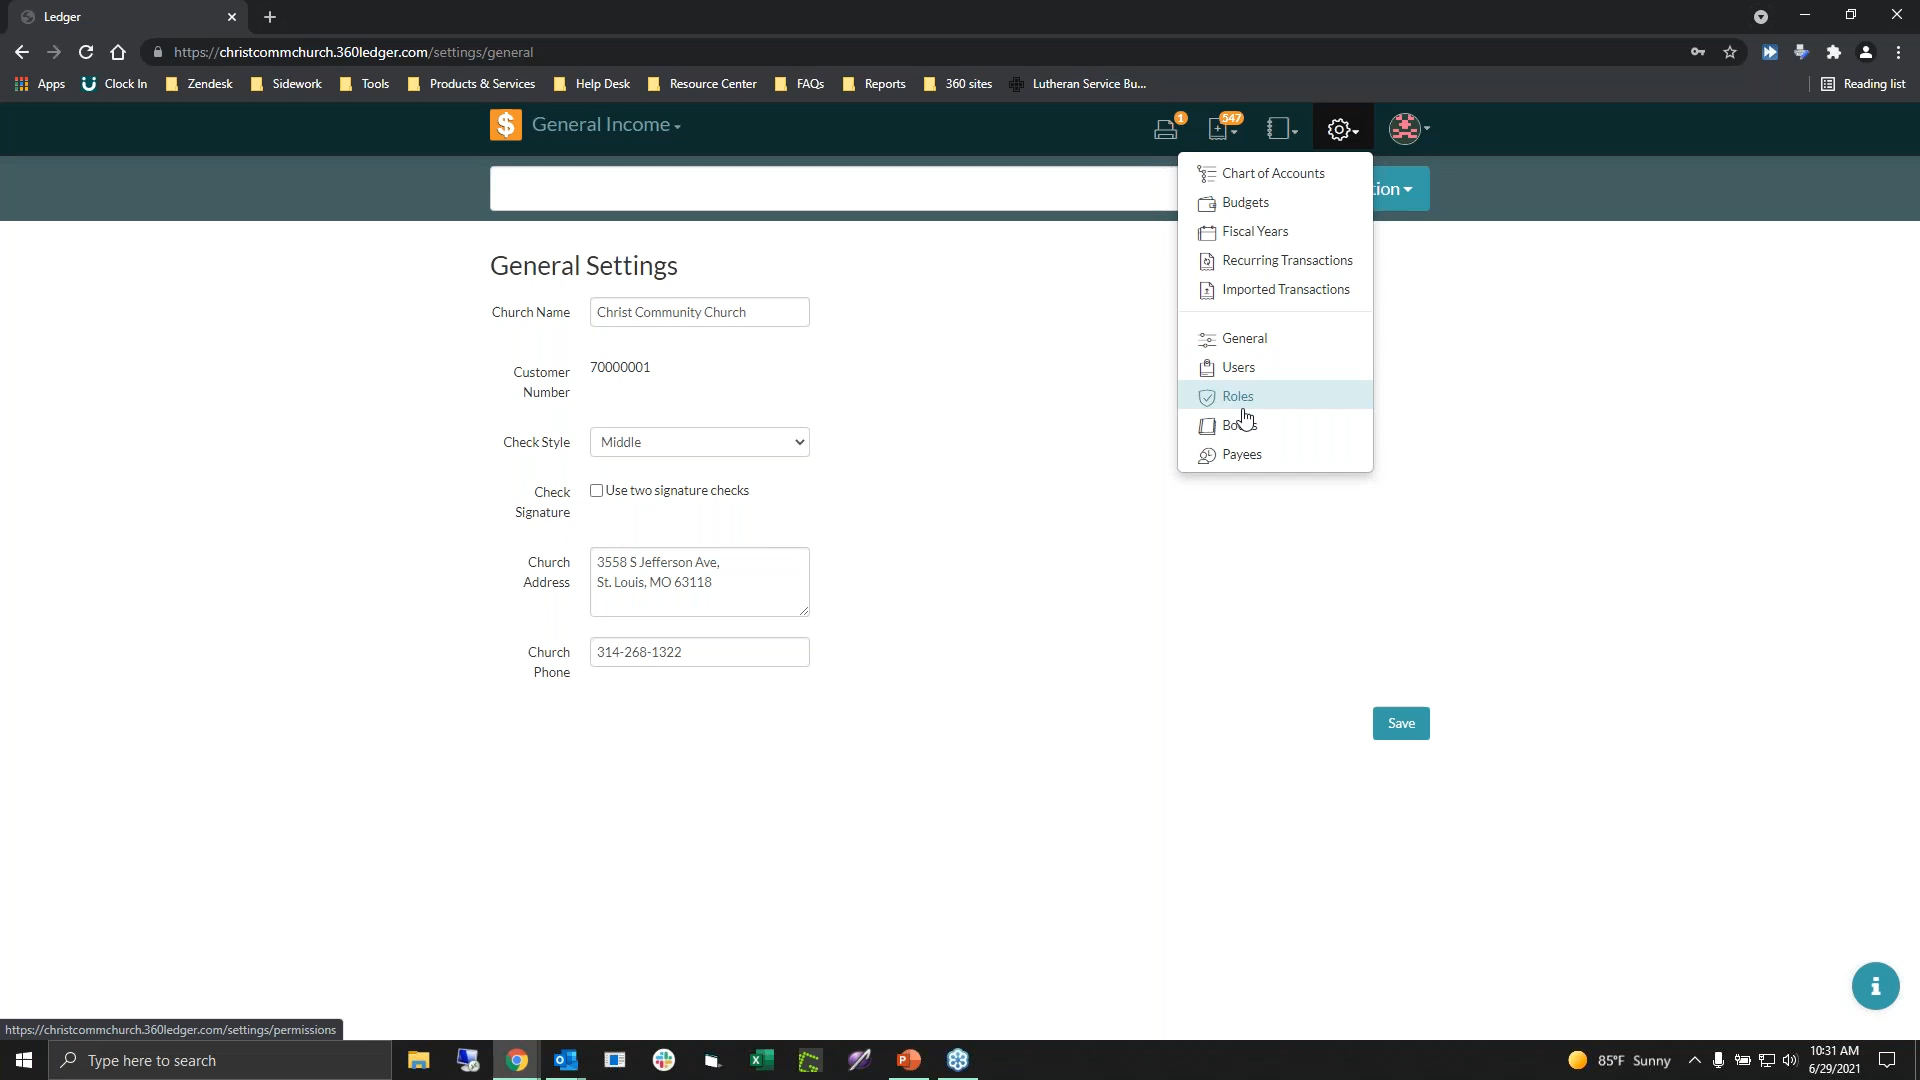 Ledger
https://christcommchurch.360ledger.com/settings/general
Apps
Clock In
Zendesk
Sidework
Tools
Products & Services
Help Desk
Resource Center
FAQs
Reports
360 sites
Lutheran Service Bu...
Reading list
$ General Income
1
547
tion
Chart of Accounts
Budgets
Fiscal Years
Recurring Transactions
Imported Transactions
General
Users
Roles
Payees
General Settings
Church Name
Christ Community Church
Customer
Number
70000001
Check Style
Middle
Check
Signature
Use two signature checks
Church
Address
3558 S Jefferson Ave,
St. Louis, MO 63118
Church
Phone
314-268-1322
Save
https://christcommchurch.360ledger.com/settings/permissions
Type here to search
85°F Sunny
10:31 AM
6/29/2021